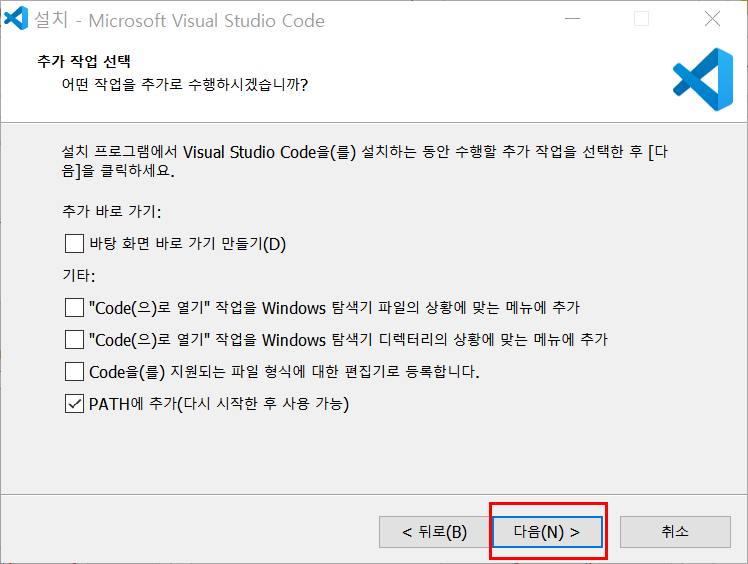 설치 - Microsoft Visual Studio Code
추가 작업 선택
어떤 작업을 추가로 수행하시겠습니까?
설치 프로그램에서 Visual Studio Code을(를) 설치하는 동안 수행할 추가 작업을 선택한 후 [다
음]을 클릭하세요.
추가 바로 가기:
바탕 화면 바로 가기 만들기(D)
기타:
"Code(으)로 열기" 작업을 Windows 탐색기 파일의 상황에 맞는 메뉴에 추가
"Code(으)로 열기" 작업을 Windows 탐색기 디렉터리의 상황에 맞는 메뉴에 추가
Code을(를) 지원되는 파일 형식에 대한 편집기로 등록합니다.
PATH에 추가(다시 시작한 후 사용 가능)
< 뒤로(B) 다음(N) > 취소